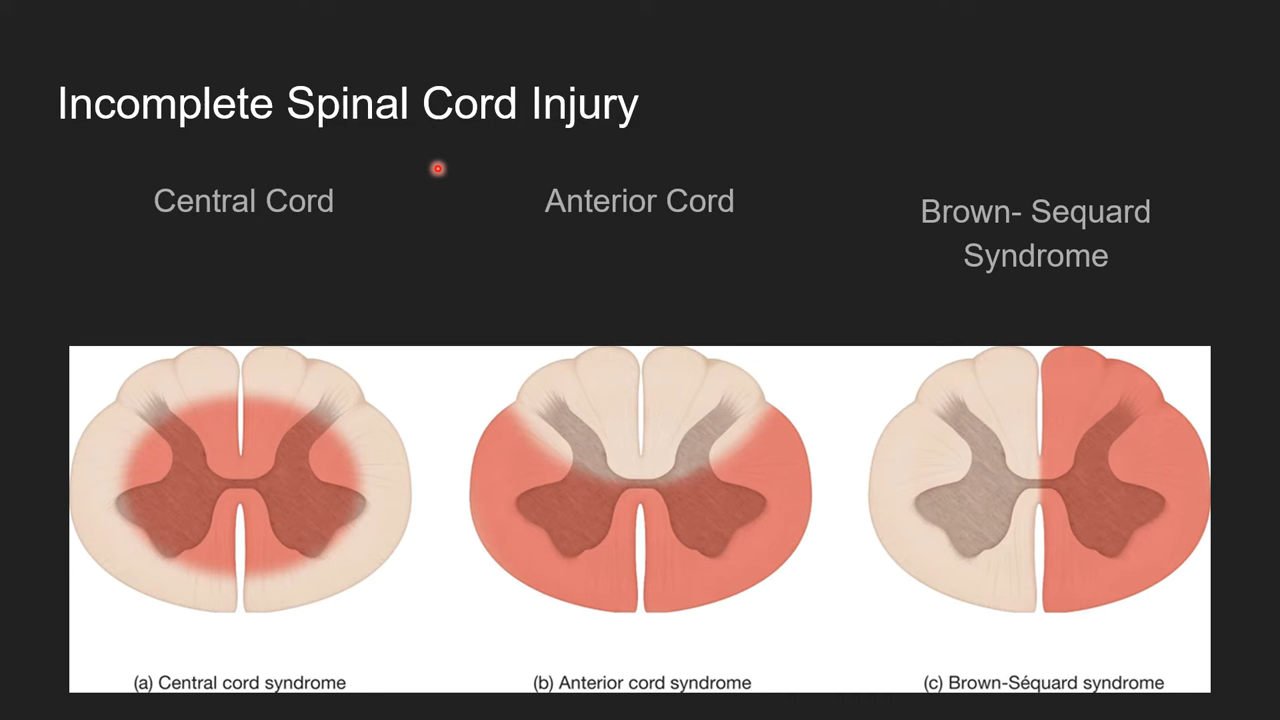 Incomplete Spinal Cord Injury
Central Cord
Anterior Cord
Brown- Sequard
Syndrome
(a) Central cord syndrome
(b) Anterior cord syndrome
(c) Brown-Séquard syndrome